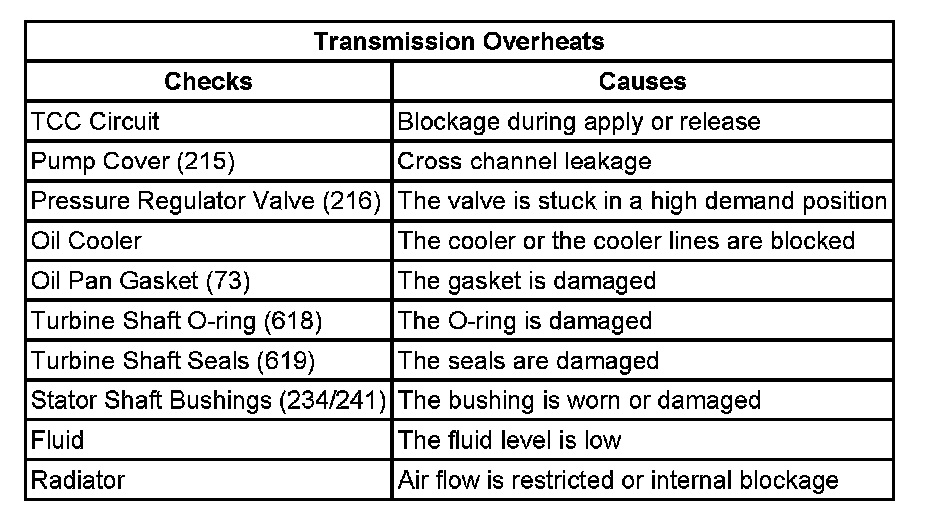 Transmission Overheats
Checks Causes
TCC Circuit Blockage during apply or release
Pump Cover (215) Cross channel leakage
Pressure Regulator Valve (216) The valve is stuck in a high demand position
Oil Cooler The cooler or the cooler lines are blocked
Oil Pan Gasket (73) The gasket is damaged
Turbine Shaft O-ring (618) The O-ring is damaged
Turbine Shaft Seals (619) The seals are damaged
Stator Shaft Bushings (234/241) The bushing is worn or damaged
Fluid The fluid level is low
Radiator Air flow is restricted or internal blockage